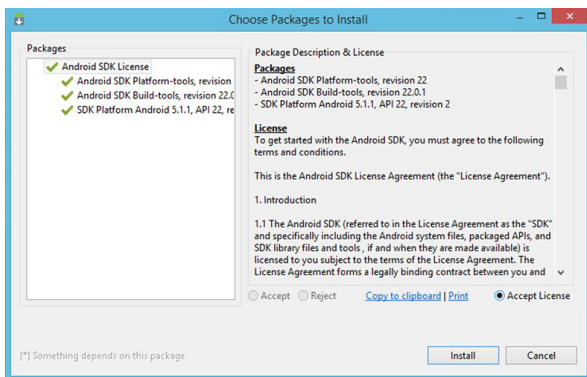 Choose Packages to Install
Packages
Android SDK License
Android SDK Platform-tools, revision
Android SDK Build-tools, revision 22.0
SDK Platform Android 5.1.1, API 22, re
Package Description & License
Packages
- Android SDK Platform-tools, revision 22
- Android SDK Build-tools, revision 22.0.1
- SDK Platform Android 5.1.1, API 22, revision 2
License
To get started with the Android SDK, you must agree to the following
terms and conditions.
This is the Android SDK License Agreement (the "License Agreement").
1. Introduction
1.1 The Android SDK (referred to in the License Agreement as the "SDK"
and specifically including the Android system files, packaged APIs, and
SDK library files and tools , if and when they are made available) is
licensed to you subject to the terms of the License Agreement. The
License Agreement forms a legally binding contract between you and
Accept Reject Copy to clipboard | Print Accept License
[*] Something depends on this package
Install Cancel